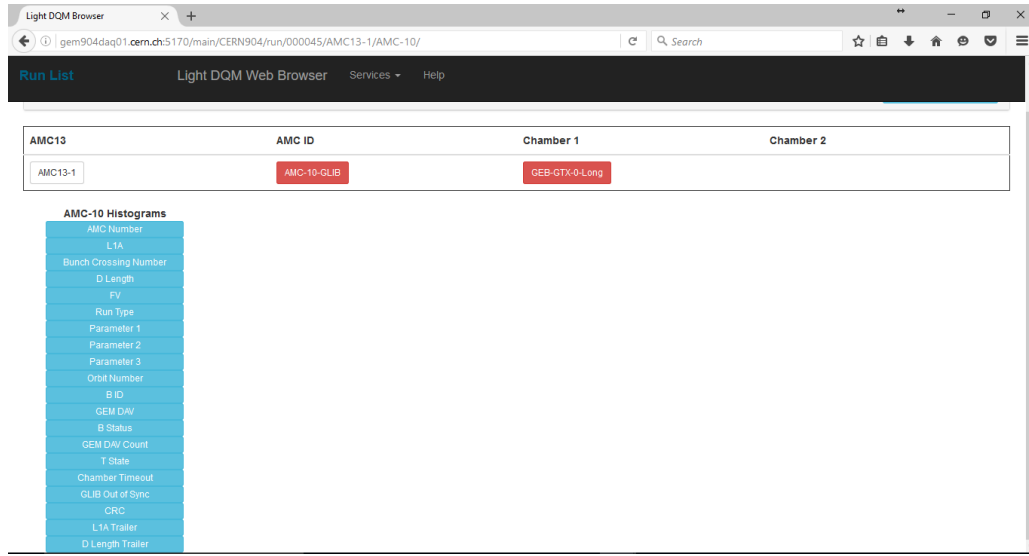 Light DQM Browser
gem904daq01.cern.ch:5170/main/CERN904/run/000045/AMC13-1/AMC-10/ Search
Run List Light DQM Web Browser Services Help
AMC13 AMC ID Chamber 1 Chamber 2
AMC13-1 AMC-10-GLIB GEB-GTX-0-Long
AMC-10 Histograms
AMC Number
L1A
Bunch Crossing Number
D Length
FV
Run Type
Parameter 1
Parameter 2
Parameter 3
Orbit Number
B ID
GEM DAV
B Status
GEM DAV Count
T State
Chamber Timeout
GLIB Out of Sync
CRC
L1A Trailer
D Length Trailer